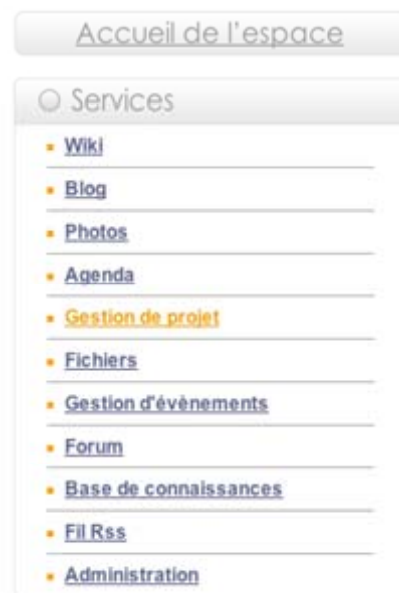 Accueil de l'espace
Services
Wiki
Blog
Photos
Agenda
Gestion de projet
Fichiers
Gestion d'évènements
Forum
Base de connaissances
Fil Rss
Administration